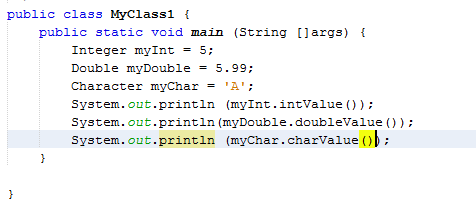 public class MyClass1 {
    public static void main (String []args) {
        Integer myInt = 5;
        Double myDouble = 5.99;
        Character myChar = 'A';
        System.out.println (myInt.intValue());
        System.out.println(myDouble.doubleValue());
        System.out.println (myChar.charValue());
    }
}